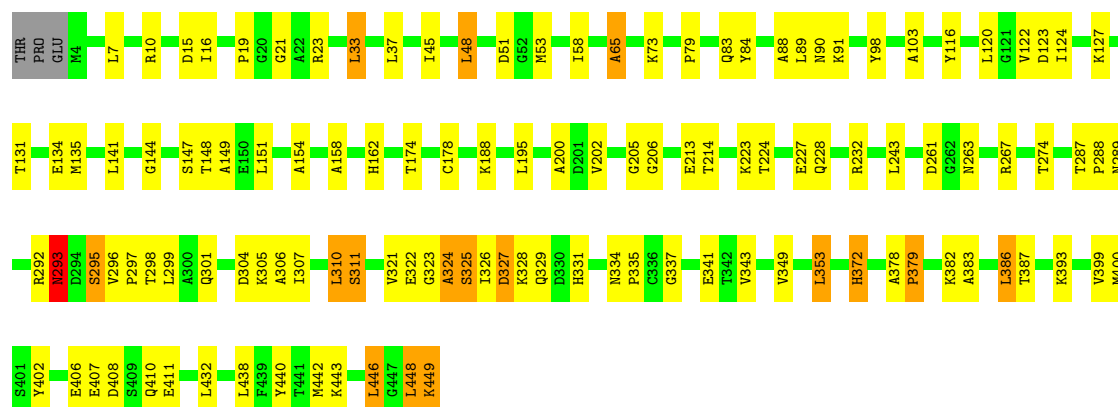 THR PRO GLU M4 L7 R10 D15 I16 P19 G20 G21 A22 R23 L33 L37 I45 L48 D51 G52 M53 I58 A65 K73 P79 Q83 Y84 A88 L89 N90 K91 Y98 A103 Y116 L120 G121 V122 D123 I124 K127
T131 E134 M135 L141 G144 S147 T148 A149 E150 L151 A154 A158 H162 T174 C178 K188 L195 A200 D201 V202 G205 G206 E213 T214 K223 T224 E227 Q228 R232 L243 D261 G262 N263 R267 T274 T287 P288
R292 N293 D294 S295 V296 P297 T298 L299 A300 Q301 D304 K305 A306 I307 L310 S311 V321 E322 G323 A324 S325 I326 D327 K328 Q329 D330 H331 N334 P335 C336 G337 E341 T342 V343 V349 L353 H372 A378 P379 K382 A383 L386 T387 K393 V399
S401 Y402 E406 E407 D408 S409 Q410 E411 L432 L438 F439 Y440 T441 M442 K443 L446 G447 L448 K449